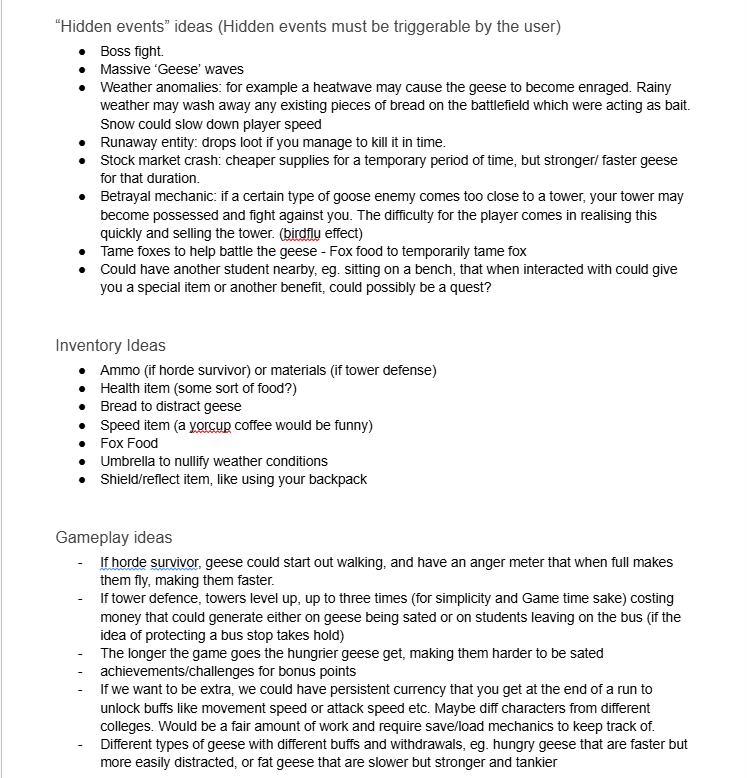 “Hidden events” ideas (Hidden events must be triggerable by the user)
● Boss fight.
● Massive ‘Geese’ waves
● Weather anomalies: for example a heatwave may cause the geese to become enraged. Rainy
weather may wash away any existing pieces of bread on the battlefield which were acting as bait.
Snow could slow down player speed
● Runaway entity: drops loot if you manage to kill it in time.
● Stock market crash: cheaper supplies for a temporary period of time, but stronger/ faster geese
for that duration.
● Betrayal mechanic: if a certain type of goose enemy comes too close to a tower, your tower may
become possessed and fight against you. The difficulty for the player comes in realising this
quickly and selling the tower. (birdflu effect)
● Tame foxes to help battle the geese - Fox food to temporarily tame fox
● Could have another student nearby, eg. sitting on a bench, that when interacted with could give
you a special item or another benefit, could possibly be a quest?
Inventory Ideas
● Ammo (if horde survivor) or materials (if tower defense)
● Health item (some sort of food?)
● Bread to distract geese
● Speed item (a yorcup coffee would be funny)
● Fox Food
● Umbrella to nullify weather conditions
● Shield/reflect item, like using your backpack
Gameplay ideas
- If horde survivor, geese could start out walking, and have an anger meter that when full makes
them fly, making them faster.
- If tower defence, towers level up, up to three times (for simplicity and Game time sake) costing
money that could generate either on geese being sated or on students leaving on the bus (if the
idea of protecting a bus stop takes hold)
- The longer the game goes the hungrier geese get, making them harder to be sated
- achievements/challenges for bonus points
- If we want to be extra, we could have persistent currency that you get at the end of a run to
unlock buffs like movement speed or attack speed etc. Maybe diff characters from different
colleges. Would be a fair amount of work and require save/load mechanics to keep track of.
- Different types of geese with different buffs and withdrawals, eg. hungry geese that are faster but
more easily distracted, or fat geese that are slower but stronger and tankier